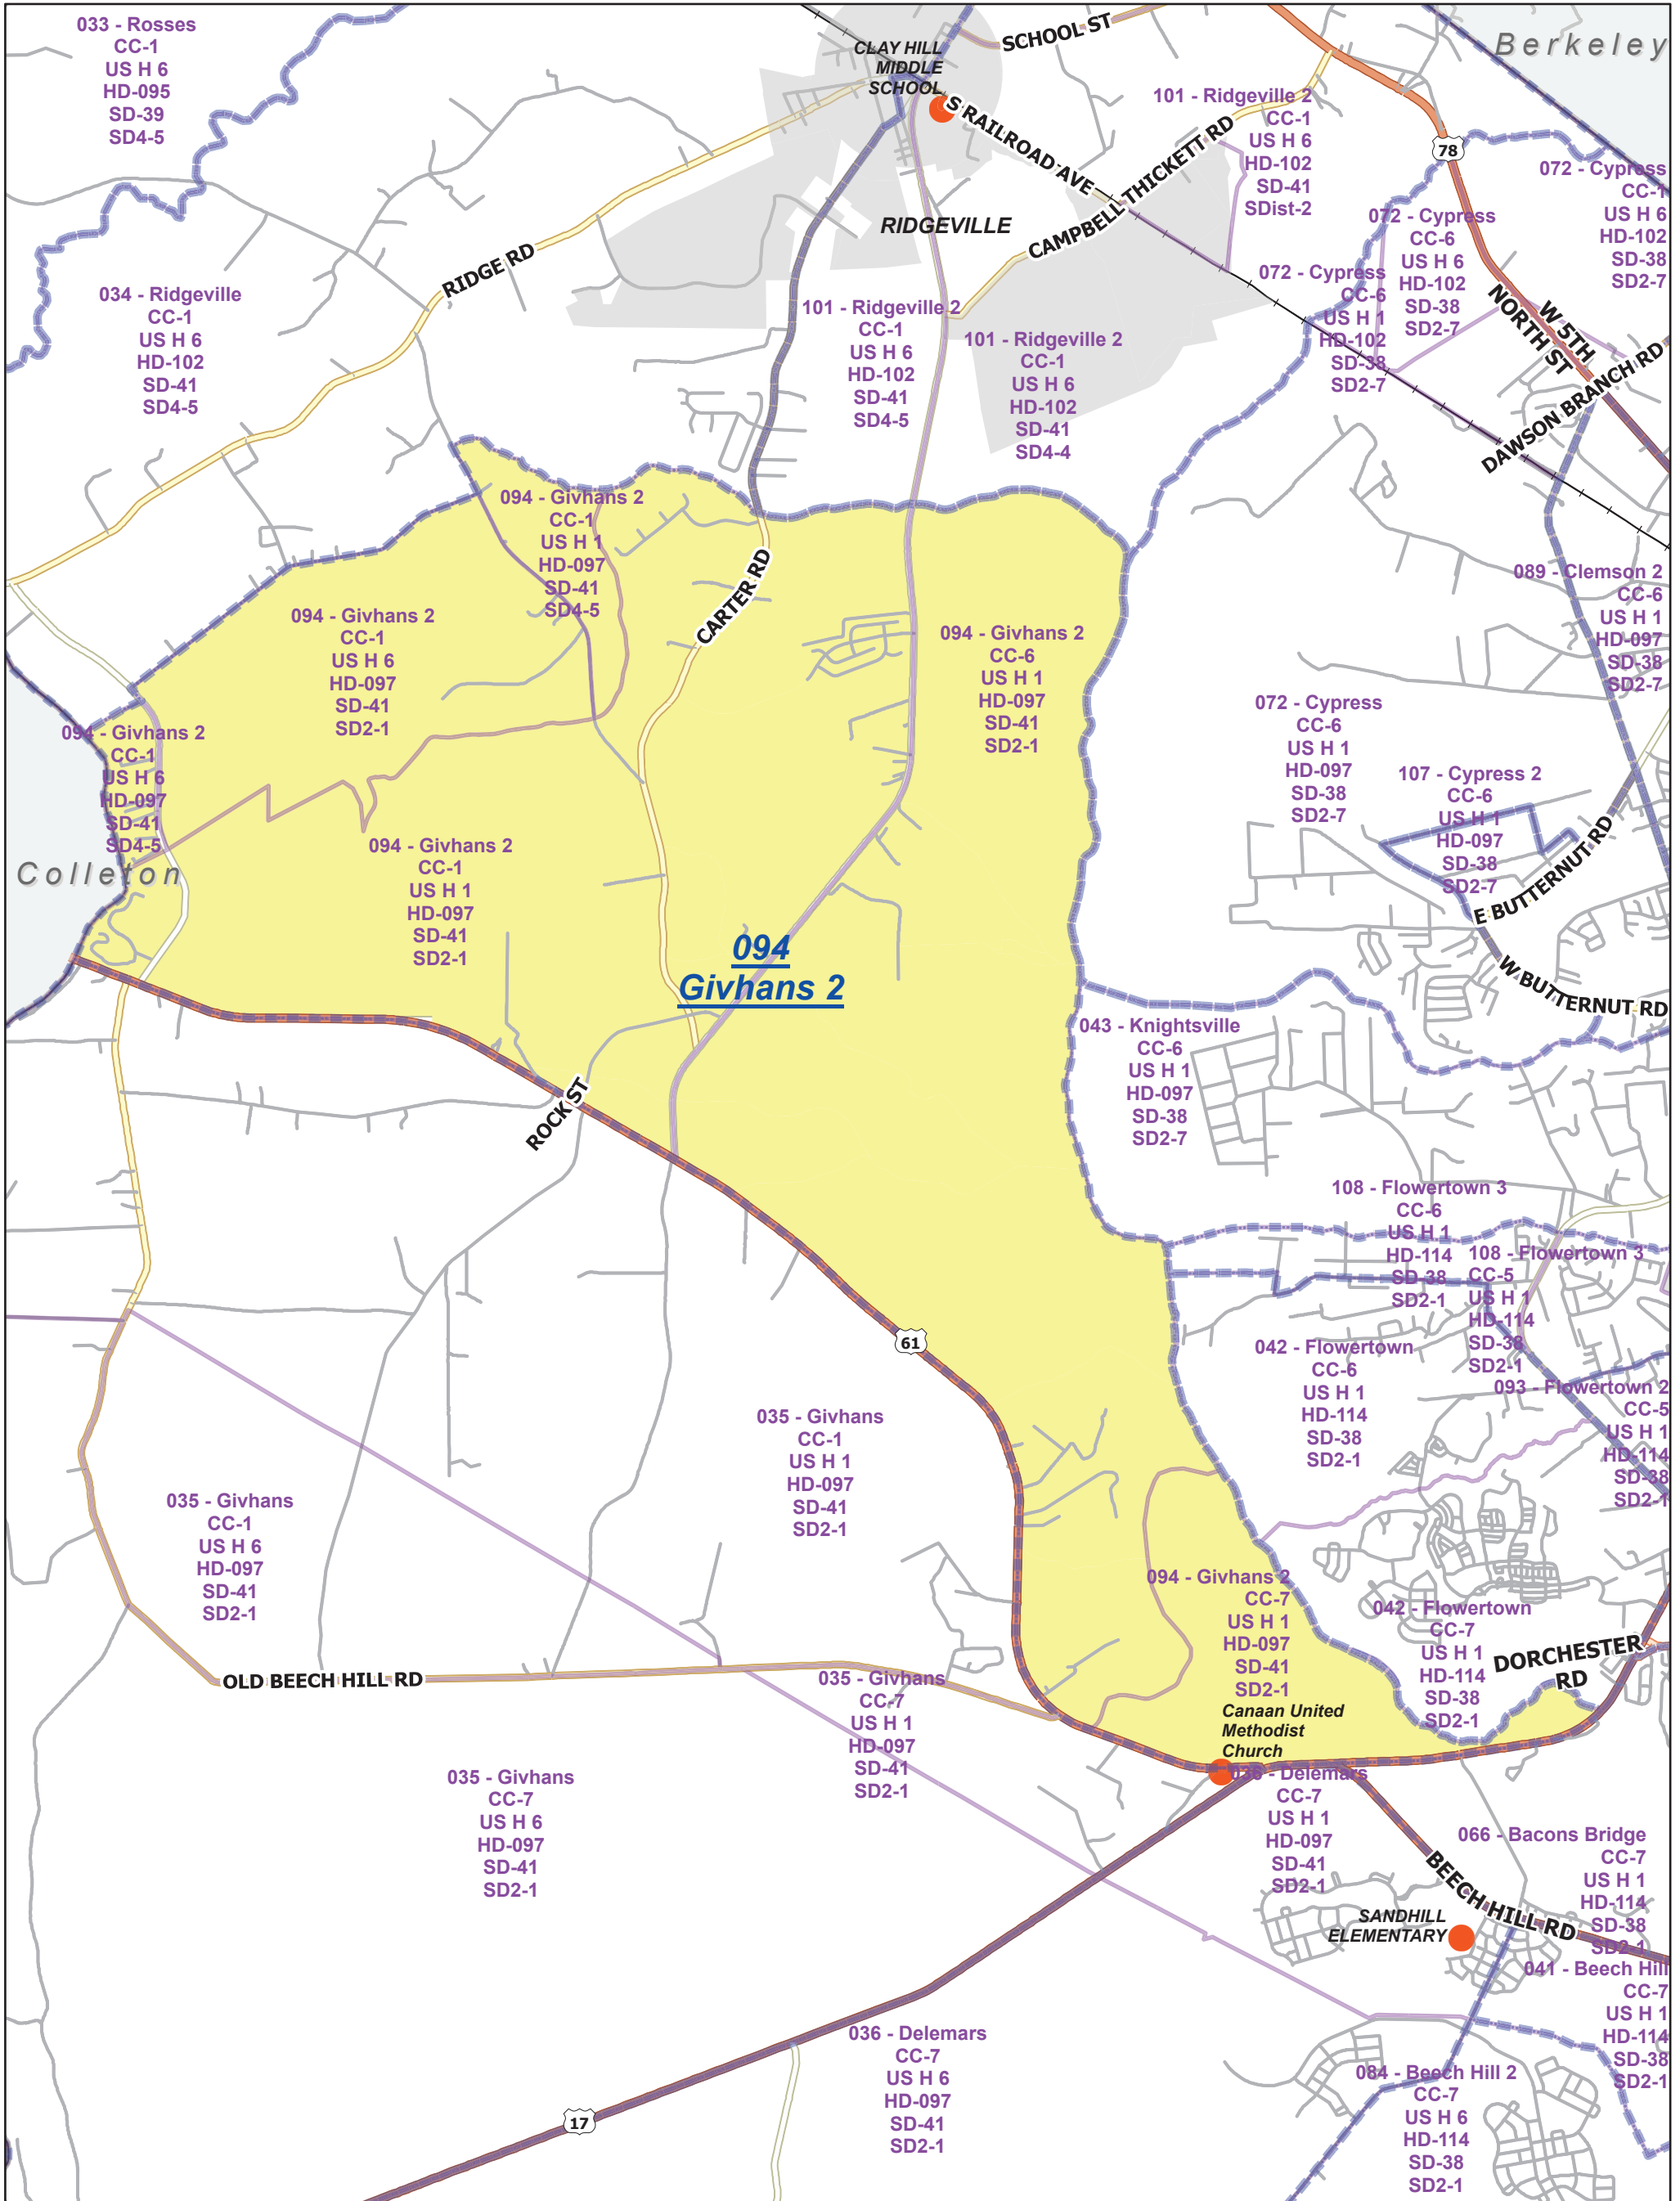 033 - Rosses
CC-1
US H 6
HD-095
SD-39
SD4-5
CLAY HILL
MIDDLE
SCHOOL
SCHOOL ST
Berkeley
S RAILROAD AVE
101 - Ridgeville 2
CC-1
US H 6
HD-102
SD-41
SDist-2
78
072 - Cypress
CC-1
US H 6
HD-102
SD-38
SD2-7
RIDGEVILLE
CAMPBELL THICKETT RD
072 - Cypress
CC-6
US H 6
HD-102
SD-38
SD2-7
RIDGE RD
072 - Cypress
CC-6
US H 1
HD-102
SD-38
SD2-7
034 - Ridgeville
CC-1
US H 6
HD-102
SD-41
SD4-5
101 - Ridgeville 2
CC-1
US H 6
HD-102
SD-41
SD4-5
101 - Ridgeville 2
CC-1
US H 6
HD-102
SD-41
SD4-4
W 5TH
NORTH ST
DAWSON BRANCH RD
094 - Givhans 2
CC-1
US H 1
HD-097
SD-41
SD4-5
CARTER RD
089 - Clemson 2
CC-6
US H 1
HD-097
SD-38
SD2-7
094 - Givhans 2
CC-1
US H 6
HD-097
SD-41
SD2-1
094 - Givhans 2
CC-6
US H 1
HD-097
SD-41
SD2-1
072 - Cypress
CC-6
US H 1
HD-097
SD-38
SD2-7
094 - Givhans 2
CC-1
US H 6
HD-097
SD-41
SD4-5
107 - Cypress 2
CC-6
US H 1
HD-097
SD-38
SD2-7
E BUTTERNUT RD
Colleton
094 - Givhans 2
CC-1
US H 1
HD-097
SD-41
SD2-1
094
Givhans 2
W BUTTERNUT RD
043 - Knightsville
CC-6
US H 1
HD-097
SD-38
SD2-7
ROCK ST
108 - Flowertown 3
CC-6
US H 1
HD-114
SD-38
SD2-1
108 - Flowertown 3
CC-5
US H 1
HD-114
SD-38
SD2-1
61
042 - Flowertown
CC-6
US H 1
HD-114
SD-38
SD2-1
093 - Flowertown 2
CC-5
US H 1
HD-114
SD-38
SD2-1
035 - Givhans
CC-1
US H 1
HD-097
SD-41
SD2-1
035 - Givhans
CC-1
US H 6
HD-097
SD-41
SD2-1
094 - Givhans 2
CC-7
US H 1
HD-097
SD-41
SD2-1
042 - Flowertown
CC-7
US H 1
HD-114
SD-38
SD2-1
DORCHESTER
RD
OLD BEECH HILL RD
035 - Givhans
CC-7
US H 1
HD-097
SD-41
SD2-1
Canaan United
Methodist
Church
035 - Givhans
CC-7
US H 6
HD-097
SD-41
SD2-1
036 - Delemars
CC-7
US H 1
HD-097
SD-41
SD2-1
066 - Bacons Bridge
CC-7
US H 1
HD-114
SD-38
SD2-1
BEECH HILL RD
SANDHILL
ELEMENTARY
041 - Beech Hill
CC-7
US H 1
HD-114
SD-38
SD2-1
036 - Delemars
CC-7
US H 6
HD-097
SD-41
SD2-1
084 - Beech Hill 2
CC-7
US H 6
HD-114
SD-38
SD2-1
17